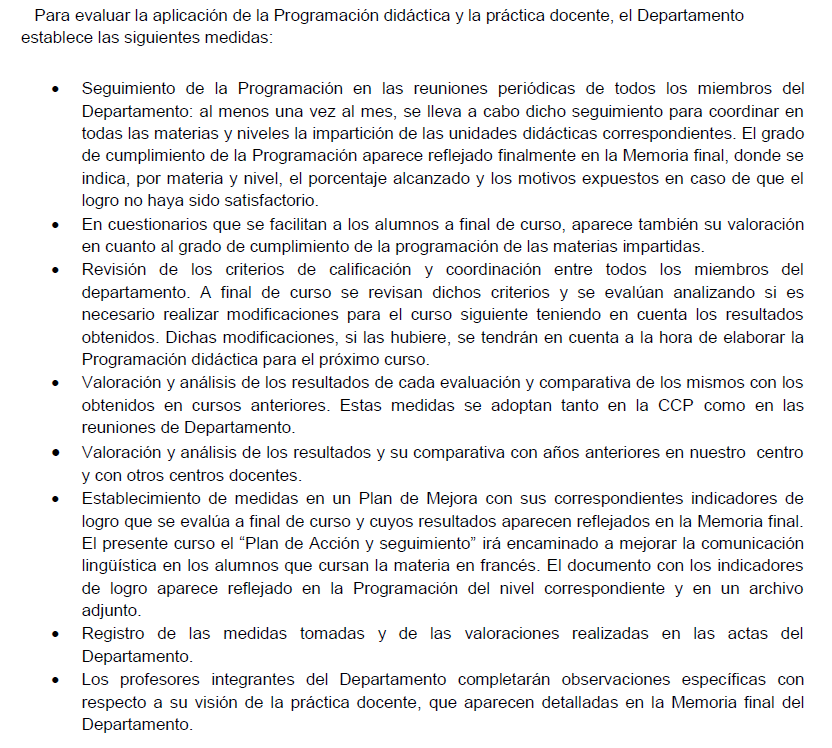 Para evaluar la aplicación de la Programación didáctica y la práctica docente, el Departamento
establece las siguientes medidas:
• Seguimiento de la Programación en las reuniones periódicas de todos los miembros del
Departamento: al menos una vez al mes, se lleva a cabo dicho seguimiento para coordinar en
todas las materias y niveles la impartición de las unidades didácticas correspondientes. El grado
de cumplimiento de la Programación aparece reflejado finalmente en la Memoria final, donde se
indica, por materia y nivel, el porcentaje alcanzado y los motivos expuestos en caso de que el
logro no haya sido satisfactorio.
• En cuestionarios que se facilitan a los alumnos a final de curso, aparece también su valoración
en cuanto al grado de cumplimiento de la programación de las materias impartidas.
• Revisión de los criterios de calificación y coordinación entre todos los miembros del
departamento. A final de curso se revisan dichos criterios y se evalúan analizando si es
necesario realizar modificaciones para el curso siguiente teniendo en cuenta los resultados
obtenidos. Dichas modificaciones, si las hubiere, se tendrán en cuenta a la hora de elaborar la
Programación didáctica para el próximo curso.
• Valoración y análisis de los resultados de cada evaluación y comparativa de los mismos con los
obtenidos en cursos anteriores. Estas medidas se adoptan tanto en la CCP como en las
reuniones de Departamento.
• Valoración y análisis de los resultados y su comparativa con años anteriores en nuestro centro
y con otros centros docentes.
• Establecimiento de medidas en un Plan de Mejora con sus correspondientes indicadores de
logro que se evalúa a final de curso y cuyos resultados aparecen reflejados en la Memoria final.
El presente curso el “Plan de Acción y seguimiento” irá encaminado a mejorar la comunicación
lingüística en los alumnos que cursan la materia en francés. El documento con los indicadores
de logro aparece reflejado en la Programación del nivel correspondiente y en un archivo
adjunto.
• Registro de las medidas tomadas y de las valoraciones realizadas en las actas del
Departamento.
• Los profesores integrantes del Departamento completarán observaciones específicas con
respecto a su visión de la práctica docente, que aparecen detalladas en la Memoria final del
Departamento.